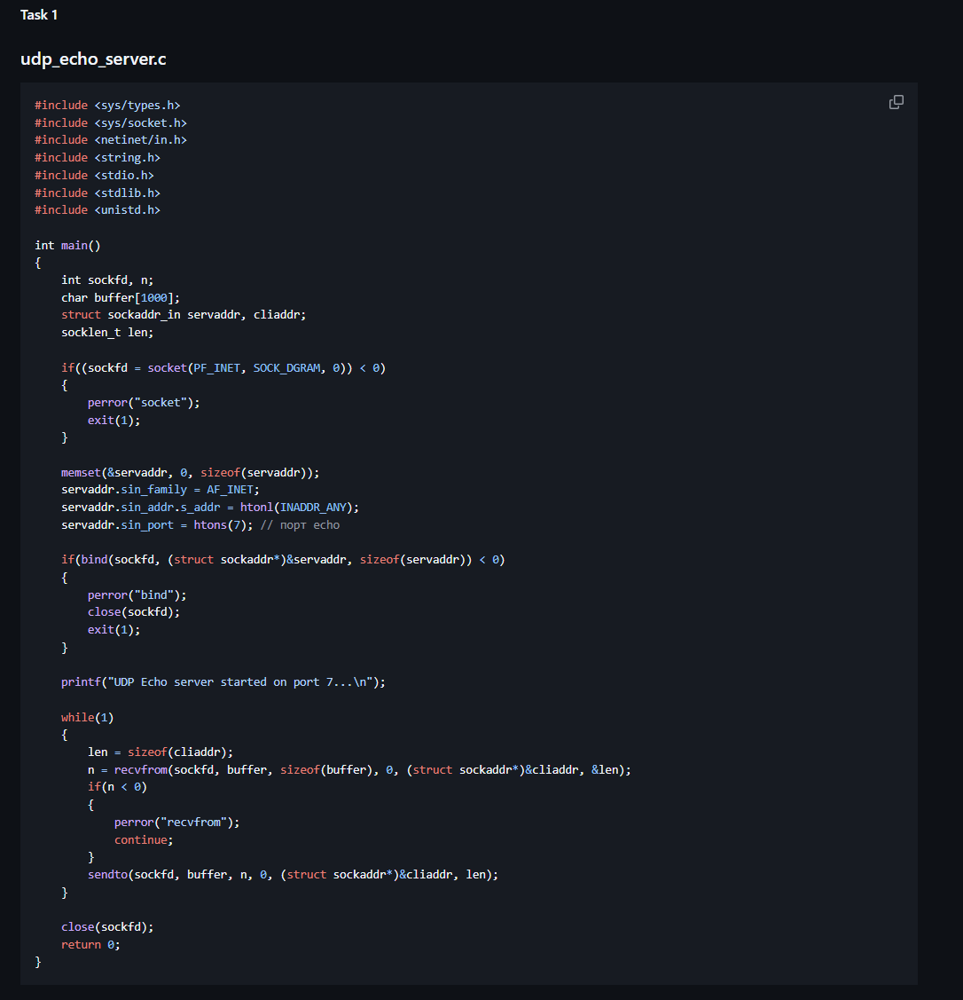 Task 1
udp_echo_server.c
#include <sys/types.h>
#include <sys/socket.h>
#include <netinet/in.h>
#include <string.h>
#include <stdio.h>
#include <stdlib.h>
#include <unistd.h>

int main()
{
    int sockfd, n;
    char buffer[1000];
    struct sockaddr_in servaddr, cliaddr;
    socklen_t len;

    if((sockfd = socket(PF_INET, SOCK_DGRAM, 0)) < 0)
    {
        perror("socket");
        exit(1);
    }

    memset(&servaddr, 0, sizeof(servaddr));
    servaddr.sin_family = AF_INET;
    servaddr.sin_addr.s_addr = htonl(INADDR_ANY);
    servaddr.sin_port = htons(7); // порт echo

    if(bind(sockfd, (struct sockaddr*)&servaddr, sizeof(servaddr)) < 0)
    {
        perror("bind");
        close(sockfd);
        exit(1);
    }

    printf("UDP Echo server started on port 7...\n");

    while(1)
    {
        len = sizeof(cliaddr);
        n = recvfrom(sockfd, buffer, sizeof(buffer), 0, (struct sockaddr*)&cliaddr, &len);
        if(n < 0)
        {
            perror("recvfrom");
            continue;
        }
        sendto(sockfd, buffer, n, 0, (struct sockaddr*)&cliaddr, len);
    }

    close(sockfd);
    return 0;
}